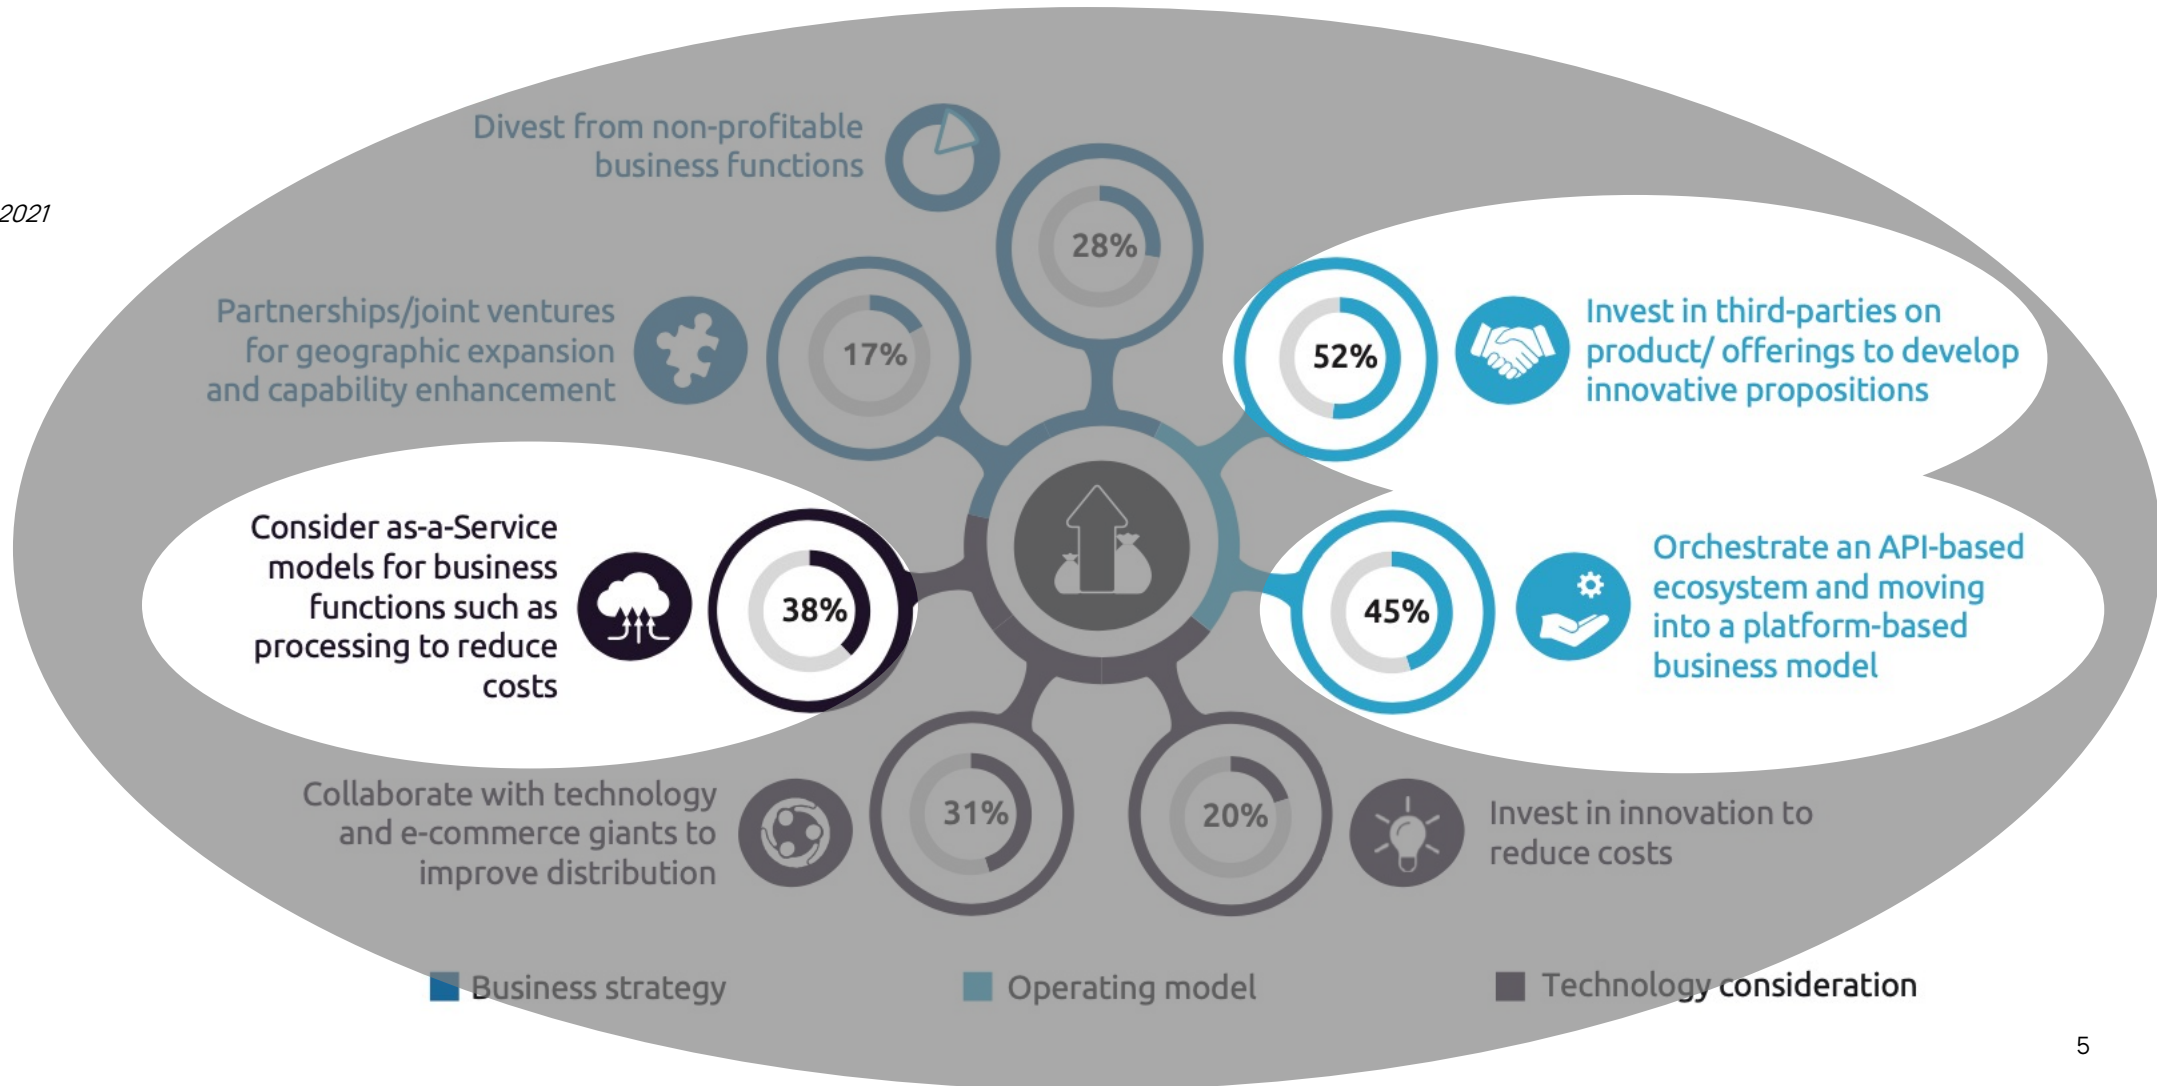 2021
Divest from non-profitable
business functions
28%
Partnerships/joint ventures
for geographic expansion
and capability enhancement
17%
52%
Invest in third-parties on
product/ offerings to develop
innovative propositions
Consider as-a-Service
models for business
functions such as
processing to reduce
costs
38%
45%
Orchestrate an API-based
ecosystem and moving
into a platform-based
business model
Collaborate with technology
and e-commerce giants to
improve distribution
31%
20%
Invest in innovation to
reduce costs
Business strategy
Operating model
Technology consideration
5